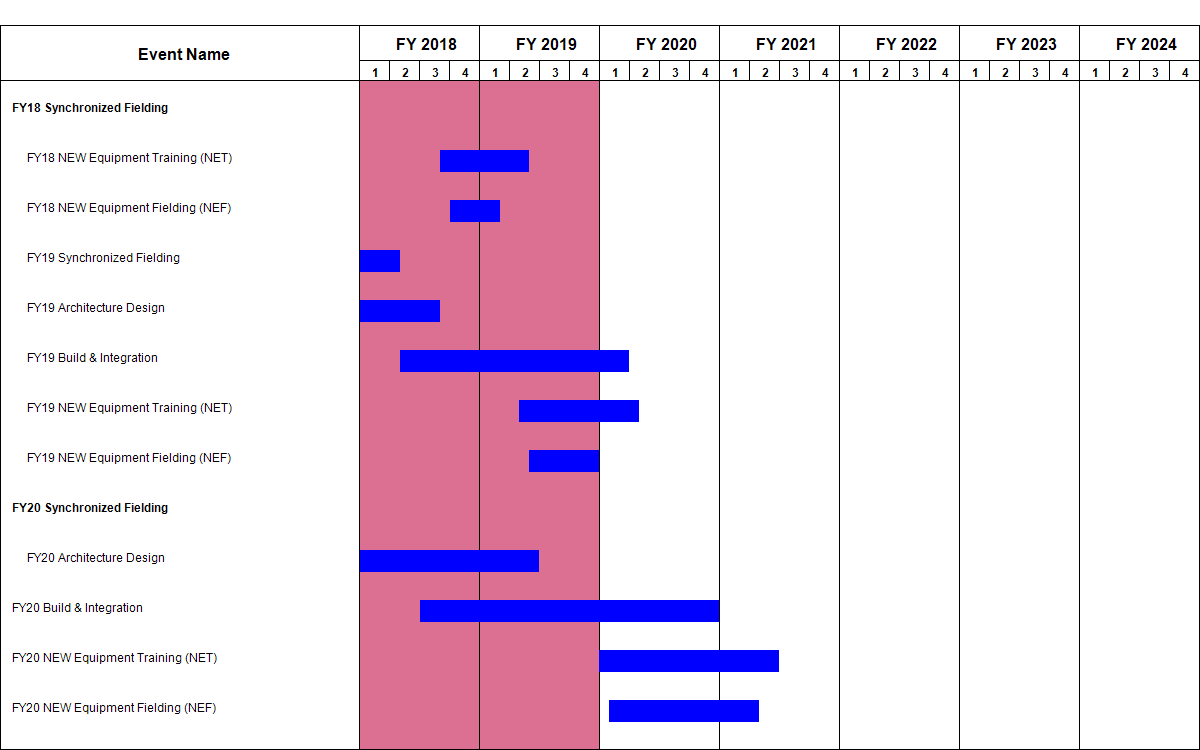 Event Name FY 2018 FY 2019 FY 2020 FY 2021 FY 2022 FY 2023 FY 2024
1 2 3 4 1 2 3 4 1 2 3 4 1 2 3 4 1 2 3 4 1 2 3 4 1 2 3 4
FY18 Synchronized Fielding
FY18 NEW Equipment Training (NET)
FY18 NEW Equipment Fielding (NEF)
FY19 Synchronized Fielding
FY19 Architecture Design
FY19 Build & Integration
FY19 NEW Equipment Training (NET)
FY19 NEW Equipment Fielding (NEF)
FY20 Synchronized Fielding
FY20 Architecture Design
FY20 Build & Integration
FY20 NEW Equipment Training (NET)
FY20 NEW Equipment Fielding (NEF)